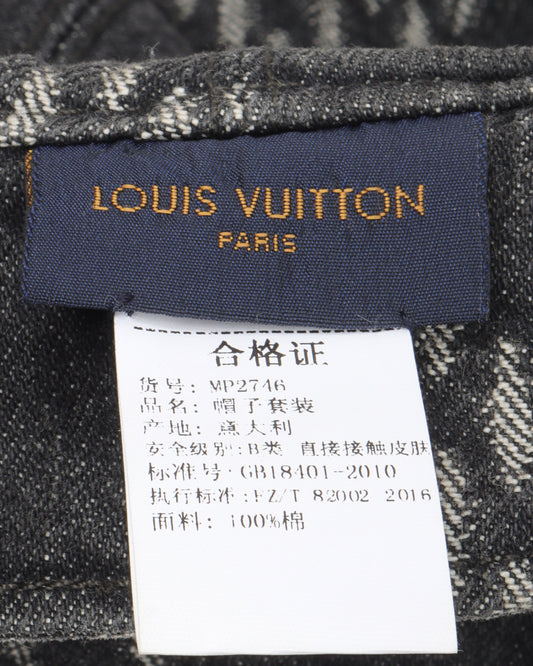 LOUIS VUITTON
PARIS
合格证
货号: MP2746
品名: 帽子套装
产地: 意大利
安全级别: B类 直接接触皮肤
标准号: GB18401-2010
执行标准: FZ/T 82002 2016
面料: 100%棉